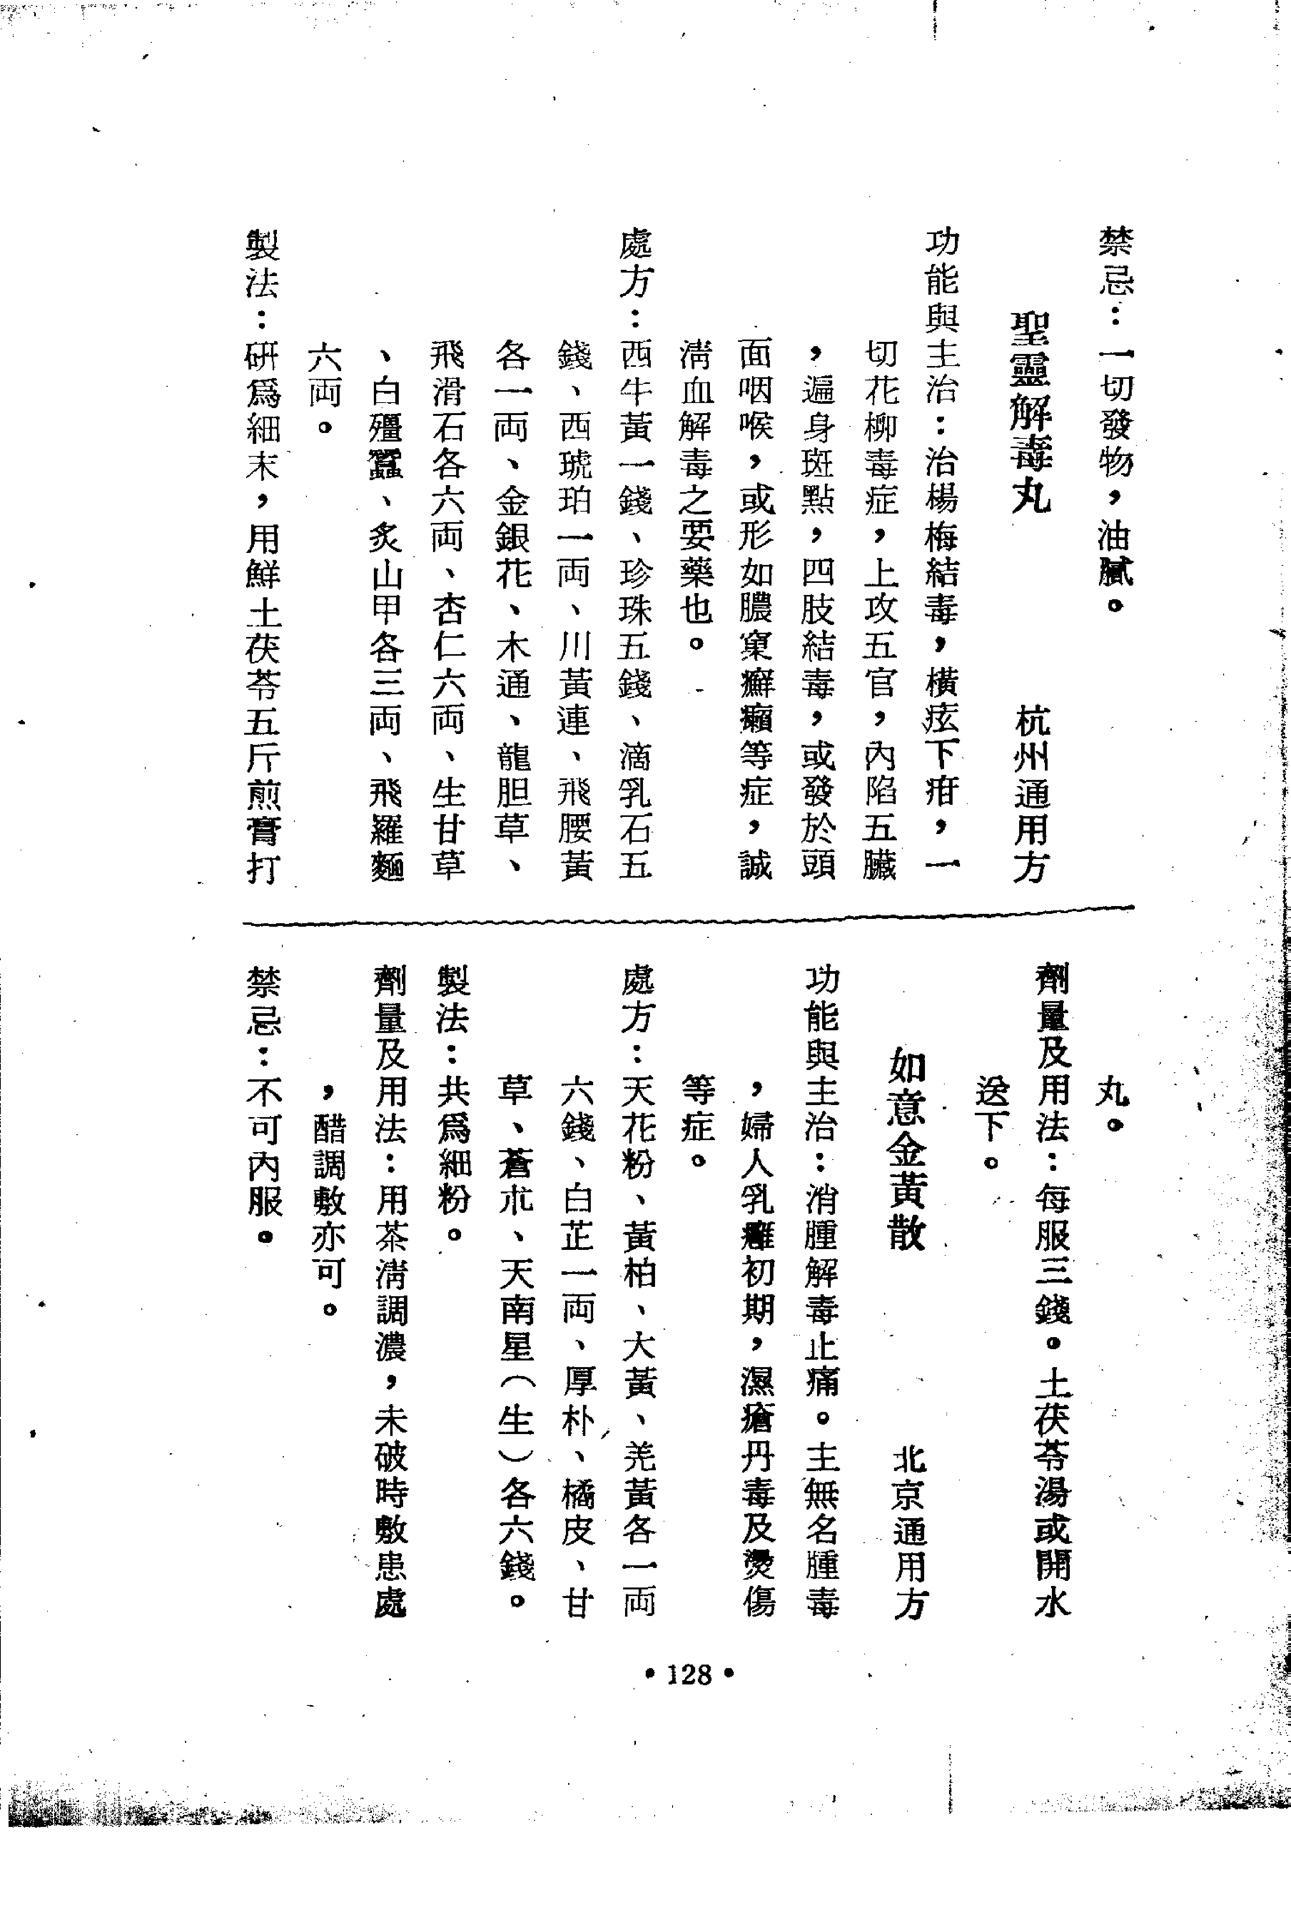 禁忌：一切發物，油膩。
聖靈解毒丸　杭州通用方
功能與主治：治楊梅結毒，橫痃下疳，一
切花柳毒症，上攻五官，內陷五臟
，遍身斑點，四肢結毒，或發於頭
面咽喉，或形如膿窠癬癩等症，誠
淸血解毒之要藥也。
處方：西牛黃一錢、珍珠五錢、滴乳石五
錢、西琥珀一両、川黃連、飛腰黃
各一両、金銀花、木通、龍胆草、
飛滑石各六両、杏仁六両、生甘草
、白殭蠶、炙山甲各三両、飛羅麵
六両。
製法：硏爲細末，用鮮土茯苓五斤煎膏打
丸。
劑量及用法：每服三錢。土茯苓湯或開水
送下。
如意金黃散　北京通用方
功能與主治：消腫解毒止痛。主無名腫毒
，婦人乳癰初期，濕瘡丹毒及燙傷
等症。
處方：天花粉、黃柏、大黃、羌黃各一両
六錢、白芷一両、厚朴、橘皮、甘
草、蒼朮、天南星（生）各六錢。
製法：共爲細粉。
劑量及用法：用茶淸調濃，未破時敷患處
，醋調敷亦可。
禁忌：不可內服。
•128•